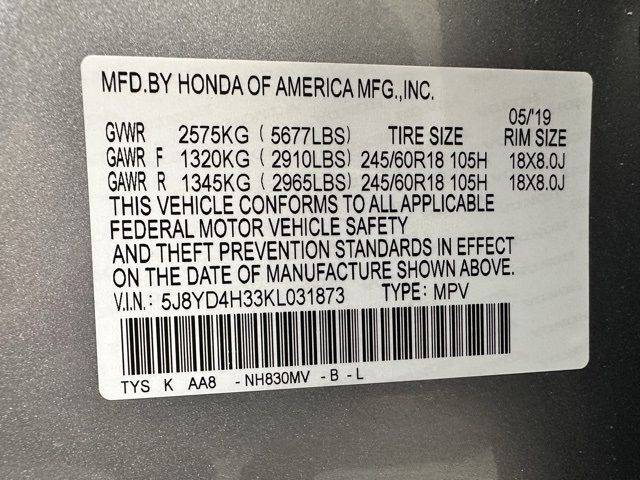 MFD.BY HONDA OF AMERICA MFG.,INC.
05/'19
GVWR 2575KG ( 5677LBS) TIRE SIZE RIM SIZE
GAWR F 1320KG ( 2910LBS) 245/60R18 105H 18X8.0J
GAWR R 1345KG ( 2965LBS) 245/60R18 105H 18X8.0J
THIS VEHICLE CONFORMS TO ALL APPLICABLE
FEDERAL MOTOR VEHICLE SAFETY
AND THEFT PREVENTION STANDARDS IN EFFECT
ON THE DATE OF MANUFACTURE SHOWN ABOVE.
V.I.N.: 5J8YD4H33KL031873 TYPE: MPV
TYS K AA8 -NH830MV -B -L